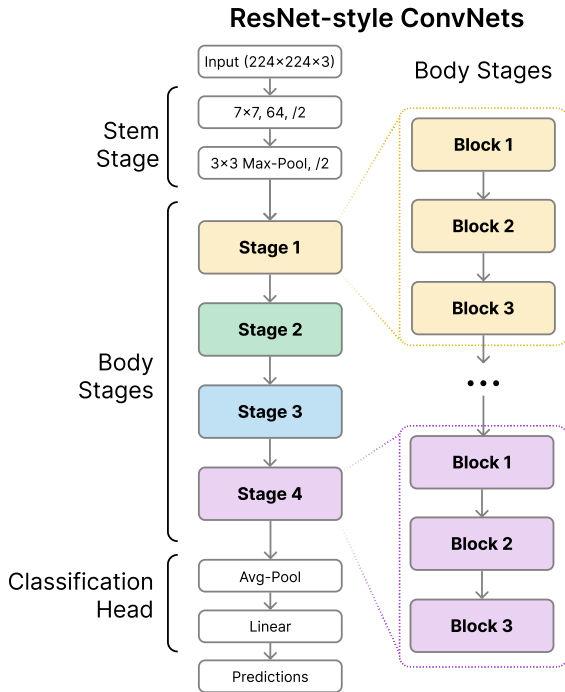 ResNet-style ConvNets
Input (224×224×3)
Stem
Stage
7×7, 64, /2
3×3 Max-Pool, /2
Body
Stages
Stage 1
Stage 2
Stage 3
Stage 4
Classification
Head
Avg-Pool
Linear
Predictions
Body Stages
Block 1
Block 2
Block 3
•••
Block 1
Block 2
Block 3